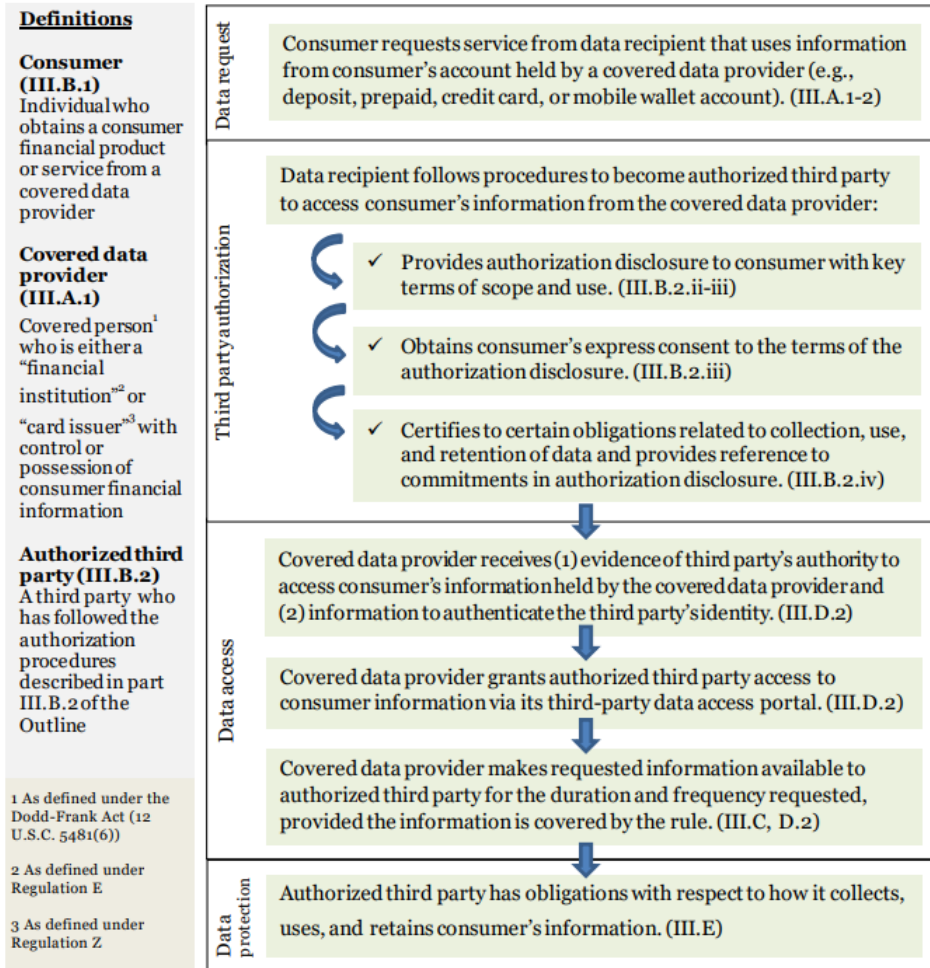 Definitions
Consumer
(III.B.1)
Individual who
obtains a consumer
financial product
or service from a
covered data
provider
Covered data
provider
(III.A.1)
Covered person1
who is either a
“financial
institution”2 or
“card issuer”3 with
control or
possession of
consumer financial
information
Authorized third
party (III.B.2)
A third party who
has followed the
authorization
procedures
described in part
III.B.2 of the
Outline
1 As defined under the
Dodd-Frank Act (12
U.S.C. 5481(6))
2 As defined under
Regulation E
3 As defined under
Regulation Z
Data request
Consumer requests service from data recipient that uses information
from consumer’s account held by a covered data provider (e.g.,
deposit, prepaid, credit card, or mobile wallet account). (III.A.1-2)
Third party authorization
Data recipient follows procedures to become authorized third party
to access consumer’s information from the covered data provider:
✓ Provides authorization disclosure to consumer with key
terms of scope and use. (III.B.2.ii-iii)
✓ Obtains consumer’s express consent to the terms of the
authorization disclosure. (III.B.2.iii)
✓ Certifies to certain obligations related to collection, use,
and retention of data and provides reference to
commitments in authorization disclosure. (III.B.2.iv)
Data access
Covered data provider receives (1) evidence of third party’s authority to
access consumer’s information held by the covered data provider and
(2) information to authenticate the third party’s identity. (III.D.2)
Covered data provider grants authorized third party access to
consumer information via its third-party data access portal. (III.D.2)
Covered data provider makes requested information available to
authorized third party for the duration and frequency requested,
provided the information is covered by the rule. (III.C, D.2)
Data
protection
Authorized third party has obligations with respect to how it collects,
uses, and retains consumer’s information. (III.E)